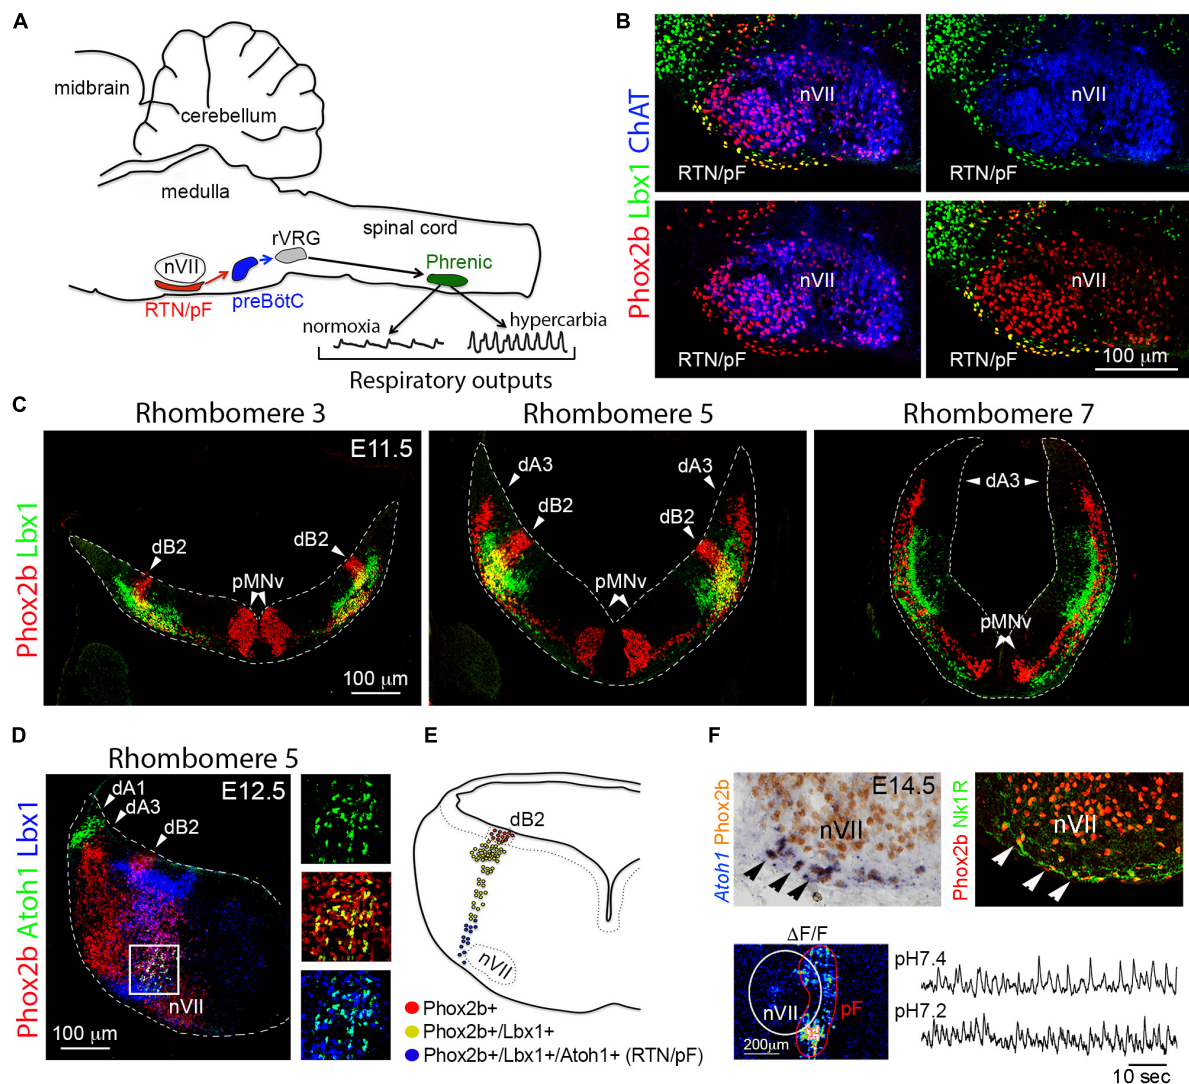 A
midbrain
cerebellum
medulla
spinal cord
rVRG
nVII
Phrenic
RTN/pF
preBötC
normoxia
hypercarbia
Respiratory outputs
B
Phox2b Lbx1 ChAT
nVII
RTN/pF
nVII
RTN/pF
nVII
RTN/pF
nVII
RTN/pF
100 µm
C
Phox2b Lbx1
Rhombomere 3
E11.5
dB2
dB2
pMNv
100 µm
Rhombomere 5
dA3
dA3
dB2
dB2
pMNv
Rhombomere 7
dA3
pMNv
D
Phox2b Atoh1 Lbx1
Rhombomere 5
E12.5
dA1
dA3
dB2
nVII
100 µm
E
dB2
nVII
Phox2b+
Phox2b+/Lbx1+
Phox2b+/Lbx1+/Atoh1+ (RTN/pF)
F
Atoh1 Phox2b
E14.5
nVII
Phox2b Nk1R
nVII
ΔF/F
nVII
pF
200µm
pH7.4
pH7.2
10 sec